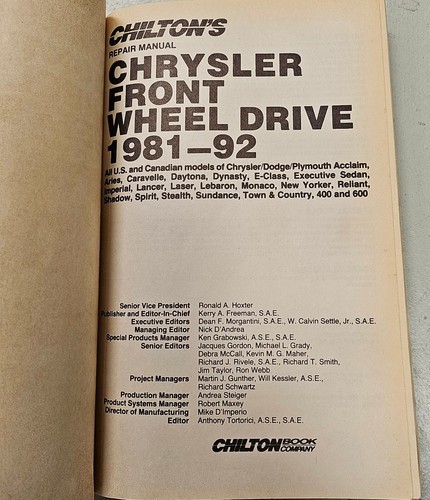 CHILTON'S
REPAIR MANUAL
CHRYSLER
FRONT
WHEEL DRIVE
1981–92
All U.S. and Canadian models of Chrysler/Dodge/Plymouth Acclaim,
Aries, Caravelle, Daytona, Dynasty, E-Class, Executive Sedan,
Imperial, Lancer, Laser, Lebaron, Monaco, New Yorker, Reliant,
Shadow, Spirit, Stealth, Sundance, Town & Country, 400 and 600
Senior Vice President Ronald A. Hoxter
Publisher and Editor-In-Chief Kerry A. Freeman, S.A.E.
Executive Editors Dean F. Morgantini, S.A.E., W. Calvin Settle, Jr., S.A.E.
Managing Editor Nick D'Andrea
Special Products Manager Ken Grabowski, A.S.E., S.A.E.
Senior Editors Jacques Gordon, Michael L. Grady,
Debra McCall, Kevin M. G. Maher,
Richard J. Rivele, S.A.E., Richard T. Smith,
Jim Taylor, Ron Webb
Project Managers Martin J. Gunther, Will Kessler, A.S.E.,
Richard Schwartz
Production Manager Andrea Steiger
Product Systems Manager Robert Maxey
Director of Manufacturing Mike D'Imperio
Editor Anthony Tortorici, A.S.E., S.A.E.
CHILTON BOOK
COMPANY